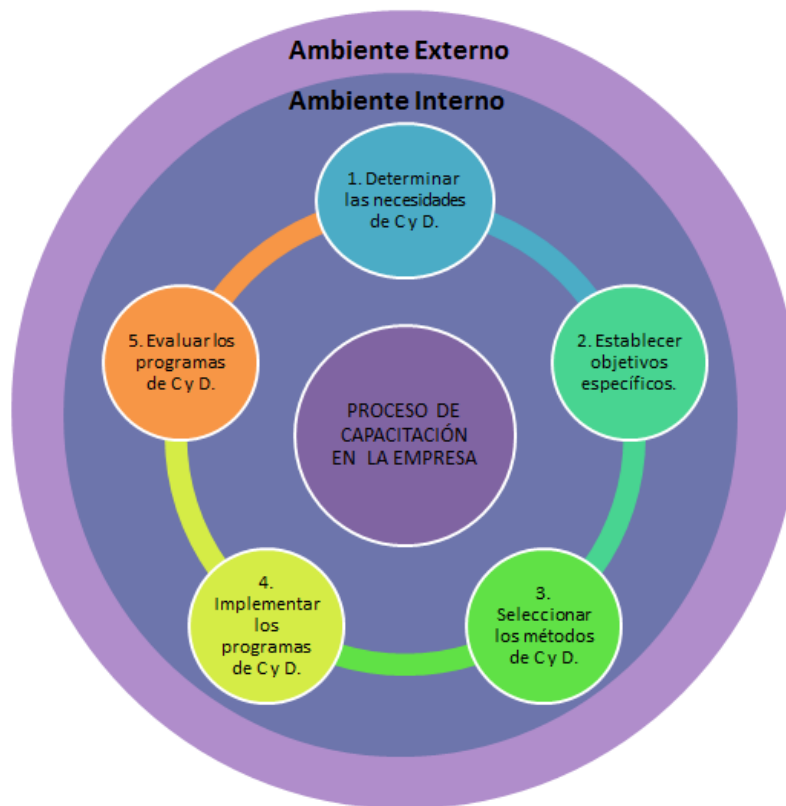 Ambiente Externo
Ambiente Interno
1. Determinar
las necesidades
de C y D.
2. Establecer
objetivos
específicos.
3.
Seleccionar
los métodos
de C y D.
4.
Implementar
los
programas
de C y D.
5. Evaluar los
programas
de C y D.
PROCESO DE
CAPACITACIÓN
EN LA EMPRESA